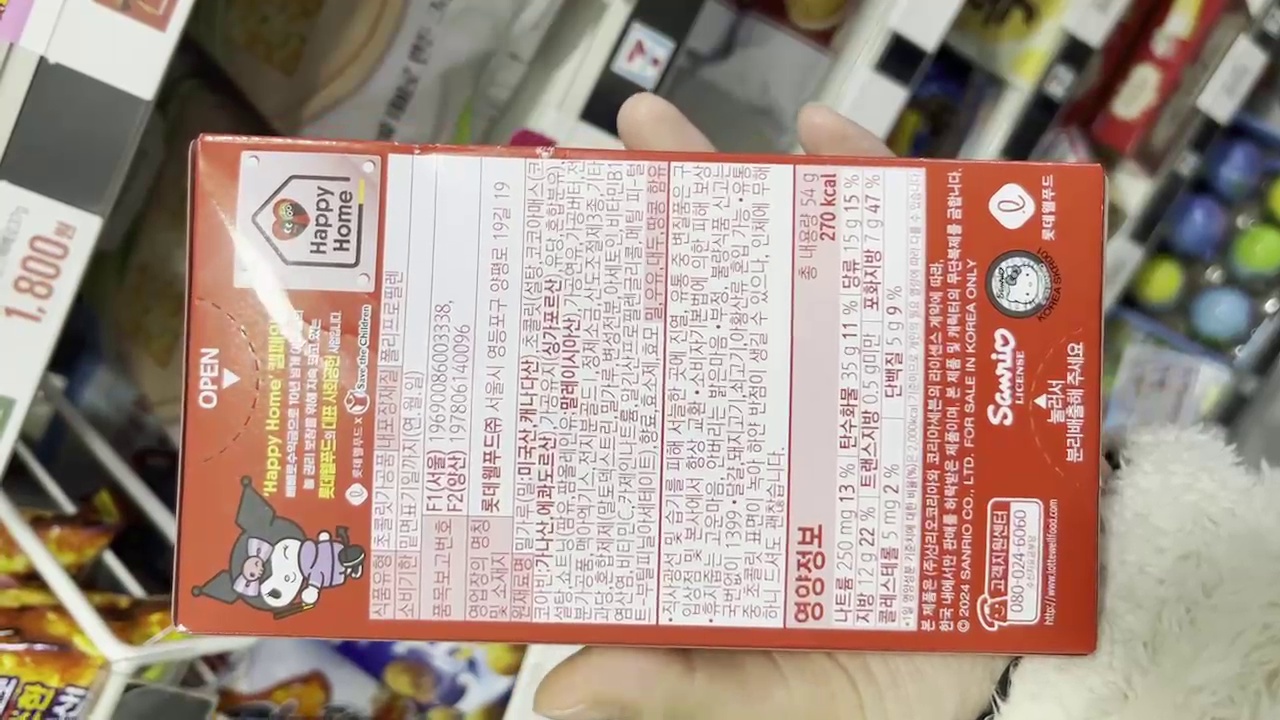 1,800원
OPEN
'Happy Home' 캠페인
빼빼로수익금으로 10년 넘게
놀 권리 보장을 위해 지속 되고 있는
롯데웰푸드의 대표 사회공헌 사업입니다.
롯데웰푸드 x Save the Children
Happy
Home
식품유형 초콜릿가공품 내포장재질 폴리프로필렌
소비기한 밑면표기일까지(연.월.일)
품목보고번호 F1(서울) 19690086003338,
F2(양산) 197806140096
영업장의 명칭 및 소재지 롯데웰푸드㈜ 서울시 영등포구 양평로 19길 19
원재료명 밀가루(밀:미국산,캐나다산),초콜릿(설탕,코코아매스(코
코아빈:가나산,에콰도르산),가공유지(싱가포르산),유당,혼합분유),
설탕,쇼트닝(팜유,팜올레인유:말레이시아산),가공연유,가공버터,전
분가공품,맥아엑기스,전지분골드Ⅰ,정제소금,산도조절제3종,기타
과당,혼합제제(말토덱스트린,밀가루,변성전분,아세토인,비타민B1
염산염,비타민C,카제인나트륨,알긴산프로필렌글리콜,메틸 피-털
트-부틸피닐아세테이트),향료,효소제,효모 밀,우유,대두,땅콩 함유
•직사광선 및 습기를 피해 서늘한 곳에 진열, 유통 중 변질품은 구
입상점 및 본사에서 항상 교환 •소비자기본법에 의한 피해 보상
•휴지줍는 고운마음, 안버리는 밝은마음 •부정, 불량식품 신고는
국번없이 1399 •달걀,돼지고기,쇠고기,아황산류 혼입 가능 •유통
중 초콜릿 표면이 녹아 하얀 반점이 생길 수 있으나, 인체에 무해
하니 드셔도 괜찮습니다.
영양정보 총 내용량 54 g
270 kcal
나트륨 250 mg 13 % 탄수화물 35 g 11 % 당류 15 g 15 %
지방 12 g 22 % 트랜스지방 0.5 g미만 포화지방 7 g 47 %
콜레스테롤 5 mg 2 % 단백질 5 g 9 %
*1일 영양성분 기준치에 대한 비율(%)은 2,000kcal 기준이므로 개인의 필요 열량에 따라 다를 수 있습니다
본 제품은 (주)산리오코리아와 코리아세븐의 라이센스 계약에 따라,
한국 내에서만 판매를 허락받은 제품이며, 본 제품 및 캐릭터의 무단복제를 금합니다.
© 2024 SANRIO CO., LTD. FOR SALE IN KOREA ONLY
고객지원센터
080-024-6060
수신자요금부담
http://www.lottewellfood.com
Sanrio
LICENSE
Sanrio
KOREA SKR001
롯데웰푸드
눌러서
분리배출해 주세요
7